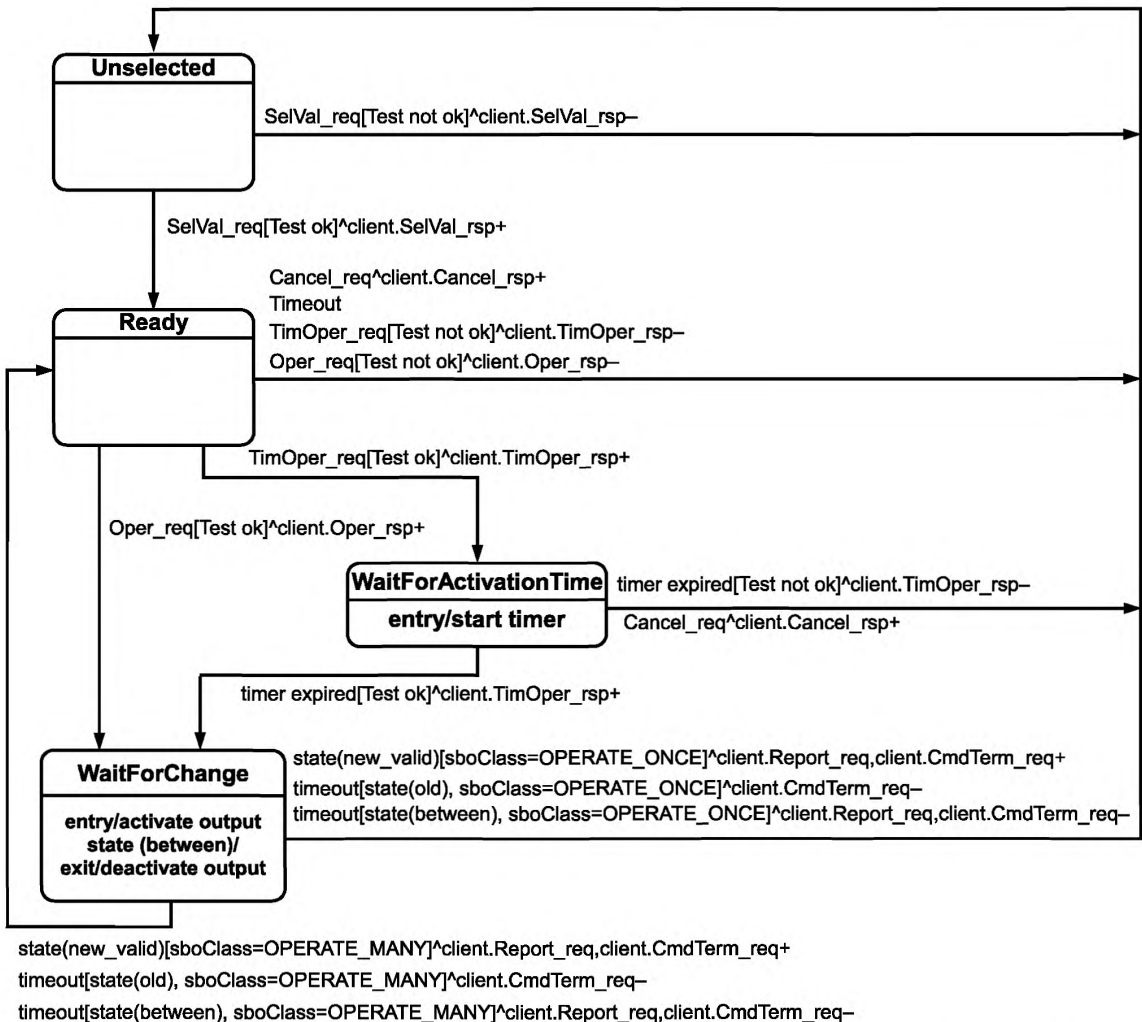 Unselected
SelVal_req[Test not ok]^client.SelVal_rsp–
SelVal_req[Test ok]^client.SelVal_rsp+
Cancel_req^client.Cancel_rsp+
Timeout
TimOper_req[Test not ok]^client.TimOper_rsp–
Oper_req[Test not ok]^client.Oper_rsp–
Ready
TimOper_req[Test ok]^client.TimOper_rsp+
Oper_req[Test ok]^client.Oper_rsp+
WaitForActivationTime
entry/start timer
timer expired[Test not ok]^client.TimOper_rsp–
Cancel_req^client.Cancel_rsp+
timer expired[Test ok]^client.TimOper_rsp+
WaitForChange
entry/activate output
state (between)/
exit/deactivate output
state(new_valid)[sboClass=OPERATE_ONCE]^client.Report_req,client.CmdTerm_req+
timeout[state(old), sboClass=OPERATE_ONCE]^client.CmdTerm_req–
timeout[state(between), sboClass=OPERATE_ONCE]^client.Report_req,client.CmdTerm_req–
state(new_valid)[sboClass=OPERATE_MANY]^client.Report_req,client.CmdTerm_req+
timeout[state(old), sboClass=OPERATE_MANY]^client.CmdTerm_req–
timeout[state(between), sboClass=OPERATE_MANY]^client.Report_req,client.CmdTerm_req–